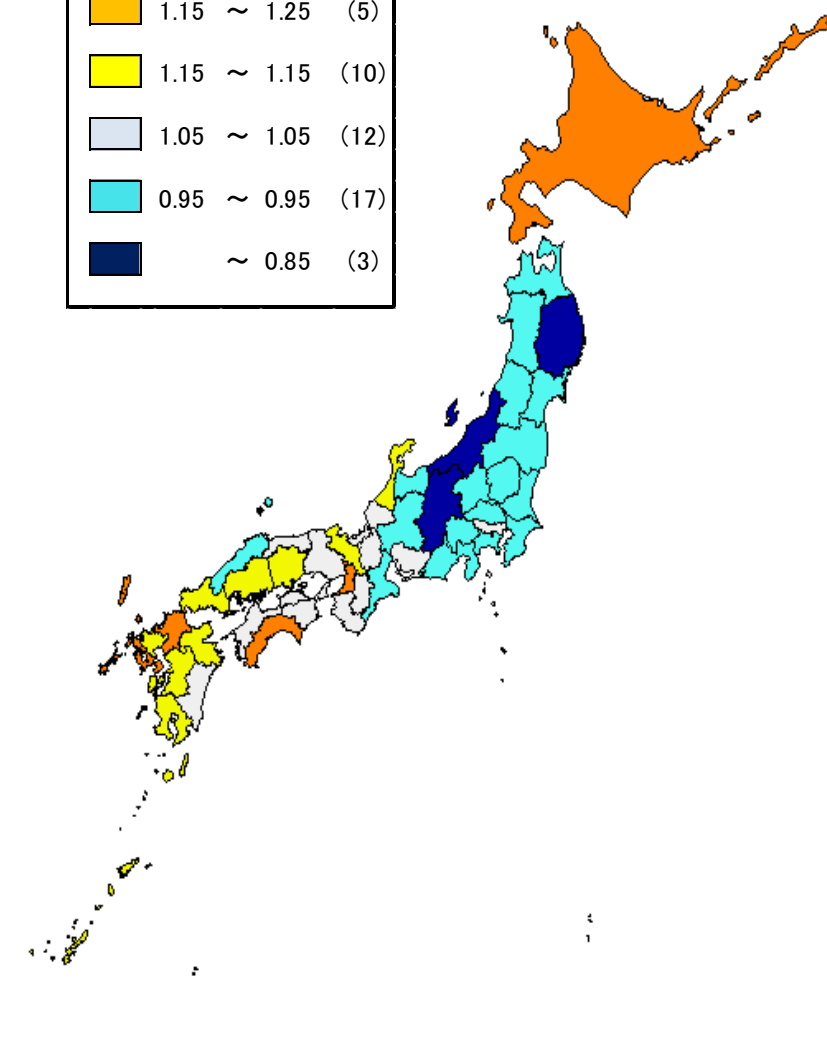 1.15 ～ 1.25 （5）
1.15 ～ 1.15 （10）
1.05 ～ 1.05 （12）
0.95 ～ 0.95 （17）
～ 0.85 （3）